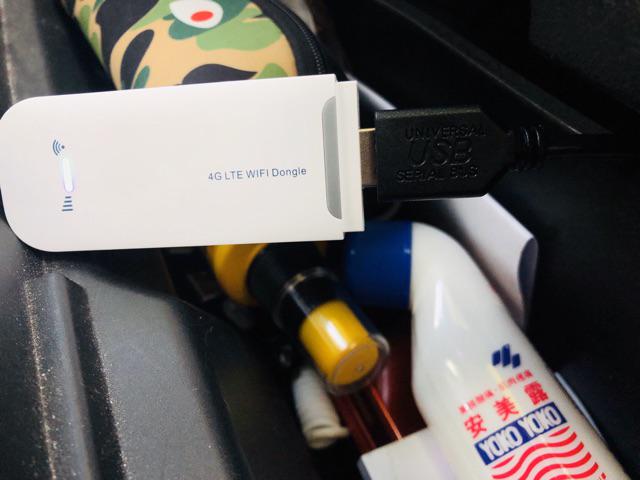 4G LTE WIFI Dongle
UNIVERSAL
USB
SERIAL BUS
安美露
YOKO YOKO